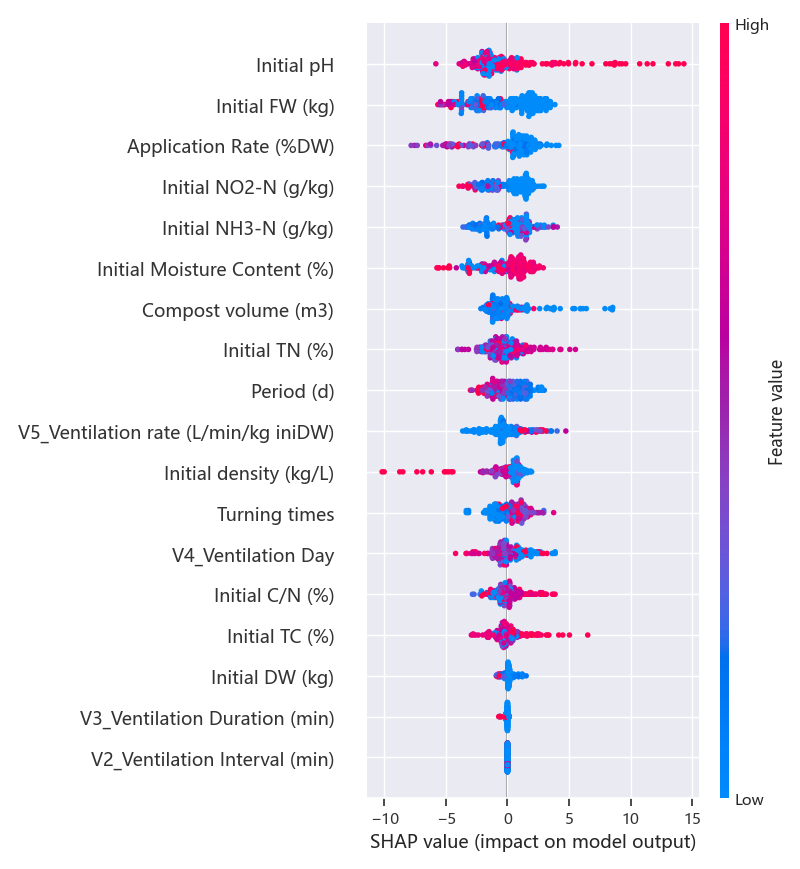 High
Initial pH
Initial FW (kg)
Application Rate (%DW)
Initial NO2-N (g/kg)
Initial NH3-N (g/kg)
Initial Moisture Content (%)
Compost volume (m3)
Initial TN (%)
Period (d)
V5_Ventilation rate (L/min/kg iniDW)
Initial density (kg/L)
Turning times
V4_Ventilation Day
Initial C/N (%)
Initial TC (%)
Initial DW (kg)
V3_Ventilation Duration (min)
V2_Ventilation Interval (min)
Feature value
Low
−10 −5 0 5 10 15
SHAP value (impact on model output)